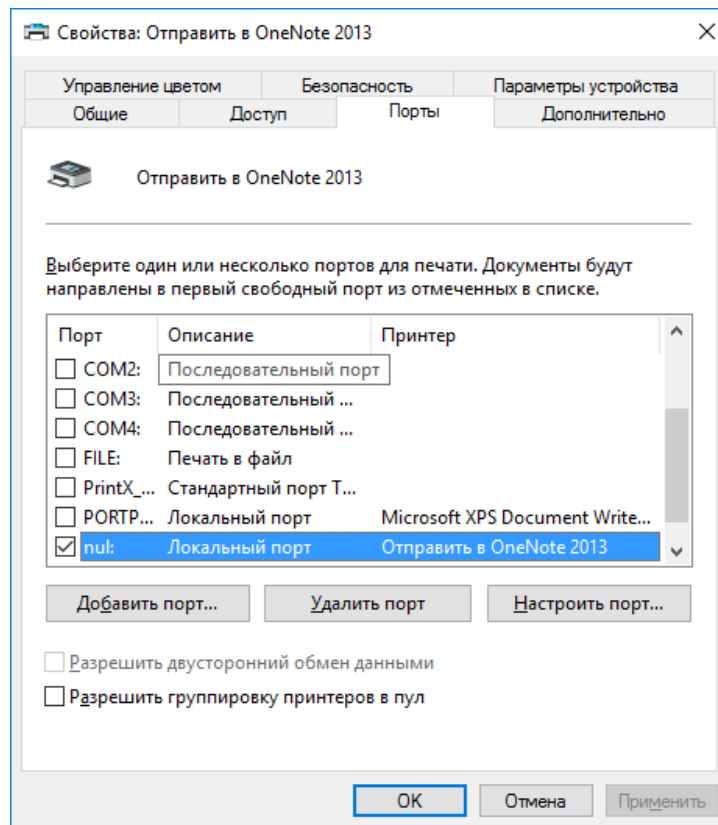 Свойства: Отправить в OneNote 2013
Управление цветом Безопасность Параметры устройства
Общие Доступ Порты Дополнительно
Отправить в OneNote 2013
Выберите один или несколько портов для печати. Документы будут
направлены в первый свободный порт из отмеченных в списке.
Порт Описание Принтер
COM2: Последовательный порт
COM3: Последовательный ...
COM4: Последовательный ...
FILE: Печать в файл
PrintX_... Стандартный порт T...
PORTP... Локальный порт Microsoft XPS Document Write...
nul: Локальный порт Отправить в OneNote 2013
Добавить порт... Удалить порт Настроить порт...
Разрешить двусторонний обмен данными
Разрешить группировку принтеров в пул
OK Отмена Применить